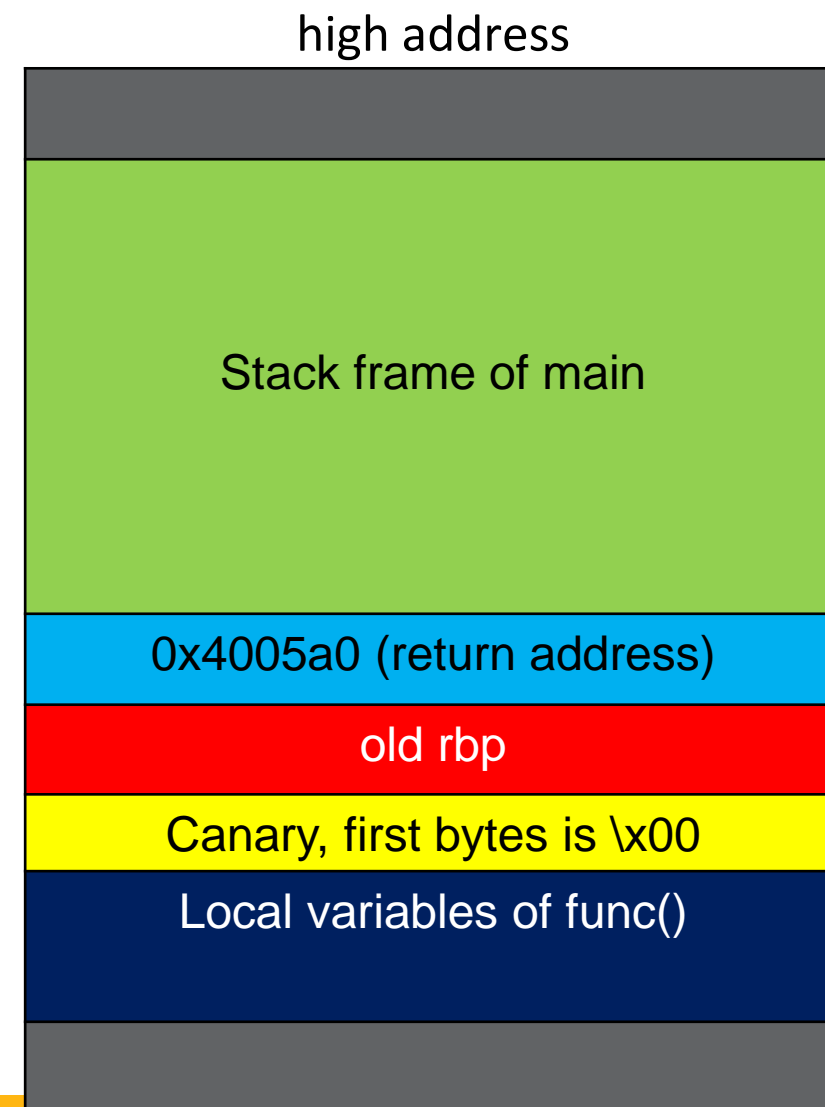 high address
Stack frame of main
0x4005a0 (return address)
old rbp
Canary, first bytes is \x00
Local variables of func()